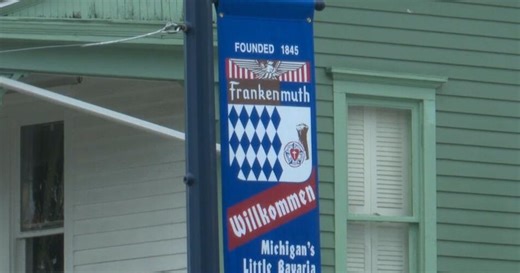 FOUNDED 1845
Frankenmuth
Willkommen
Michigan's
Little Bavaria